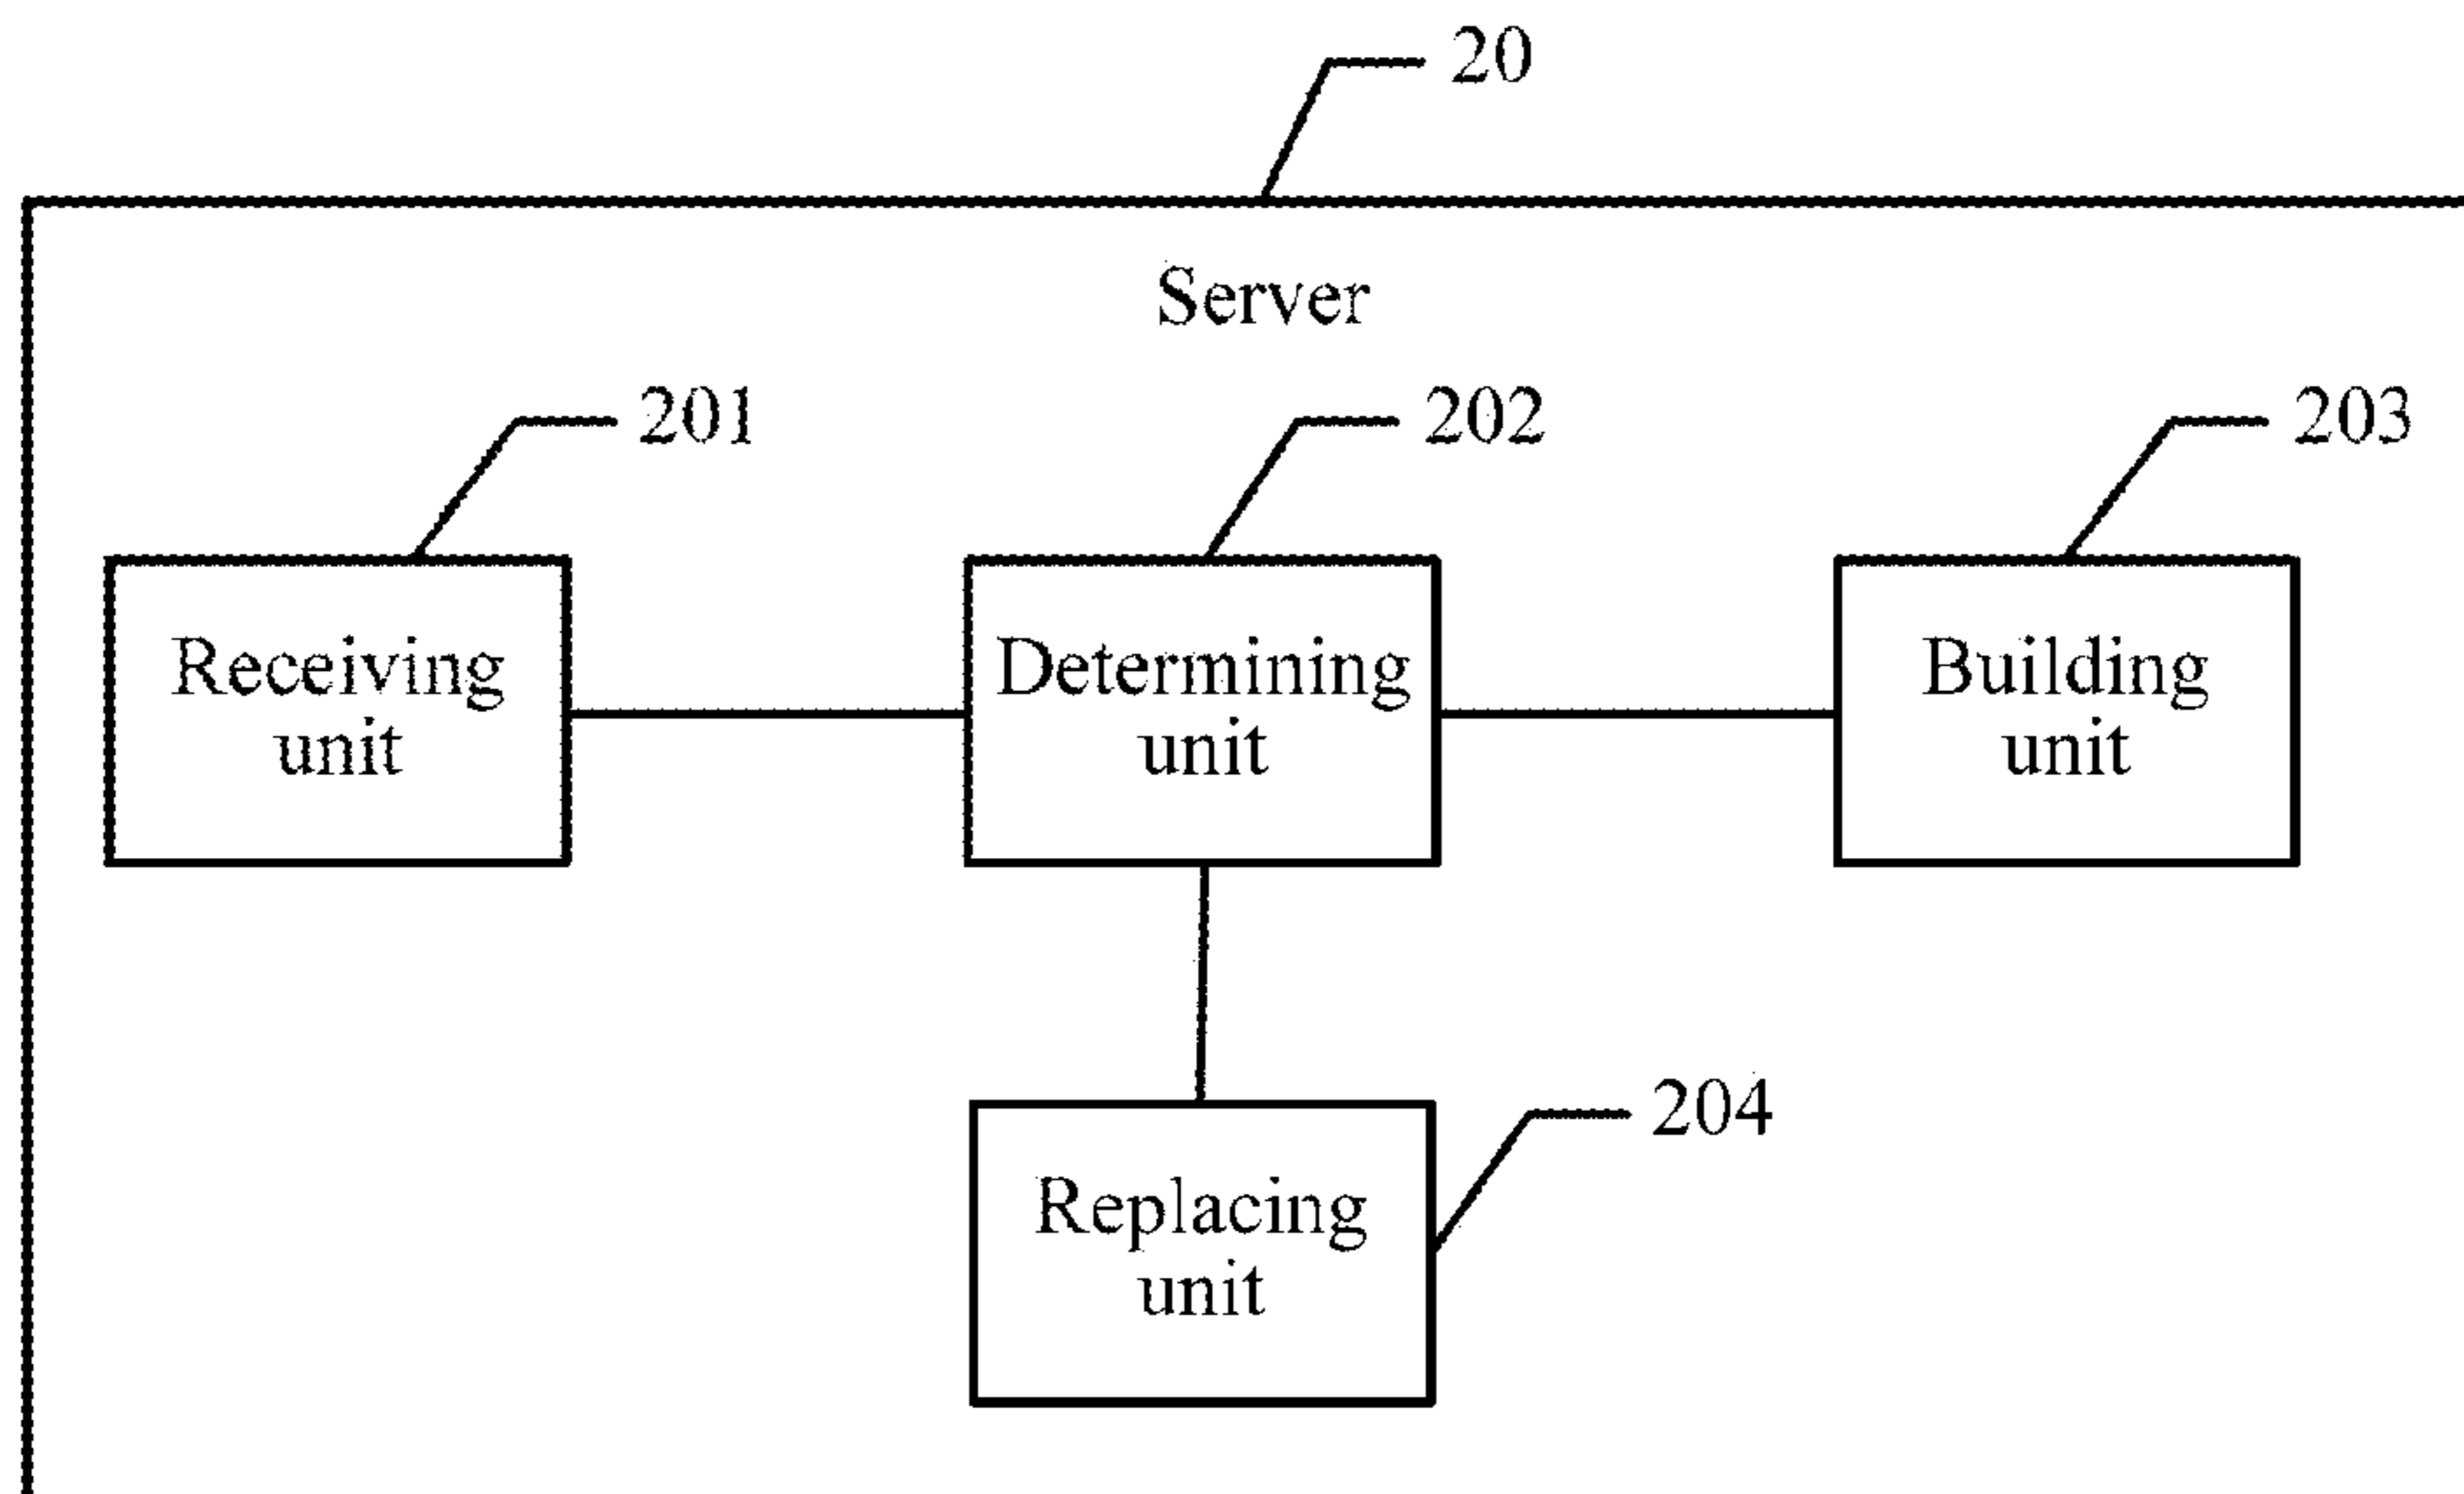 20
Server
201
202
203
Receiving
unit
Determining
unit
Building
unit
204
Replacing
unit